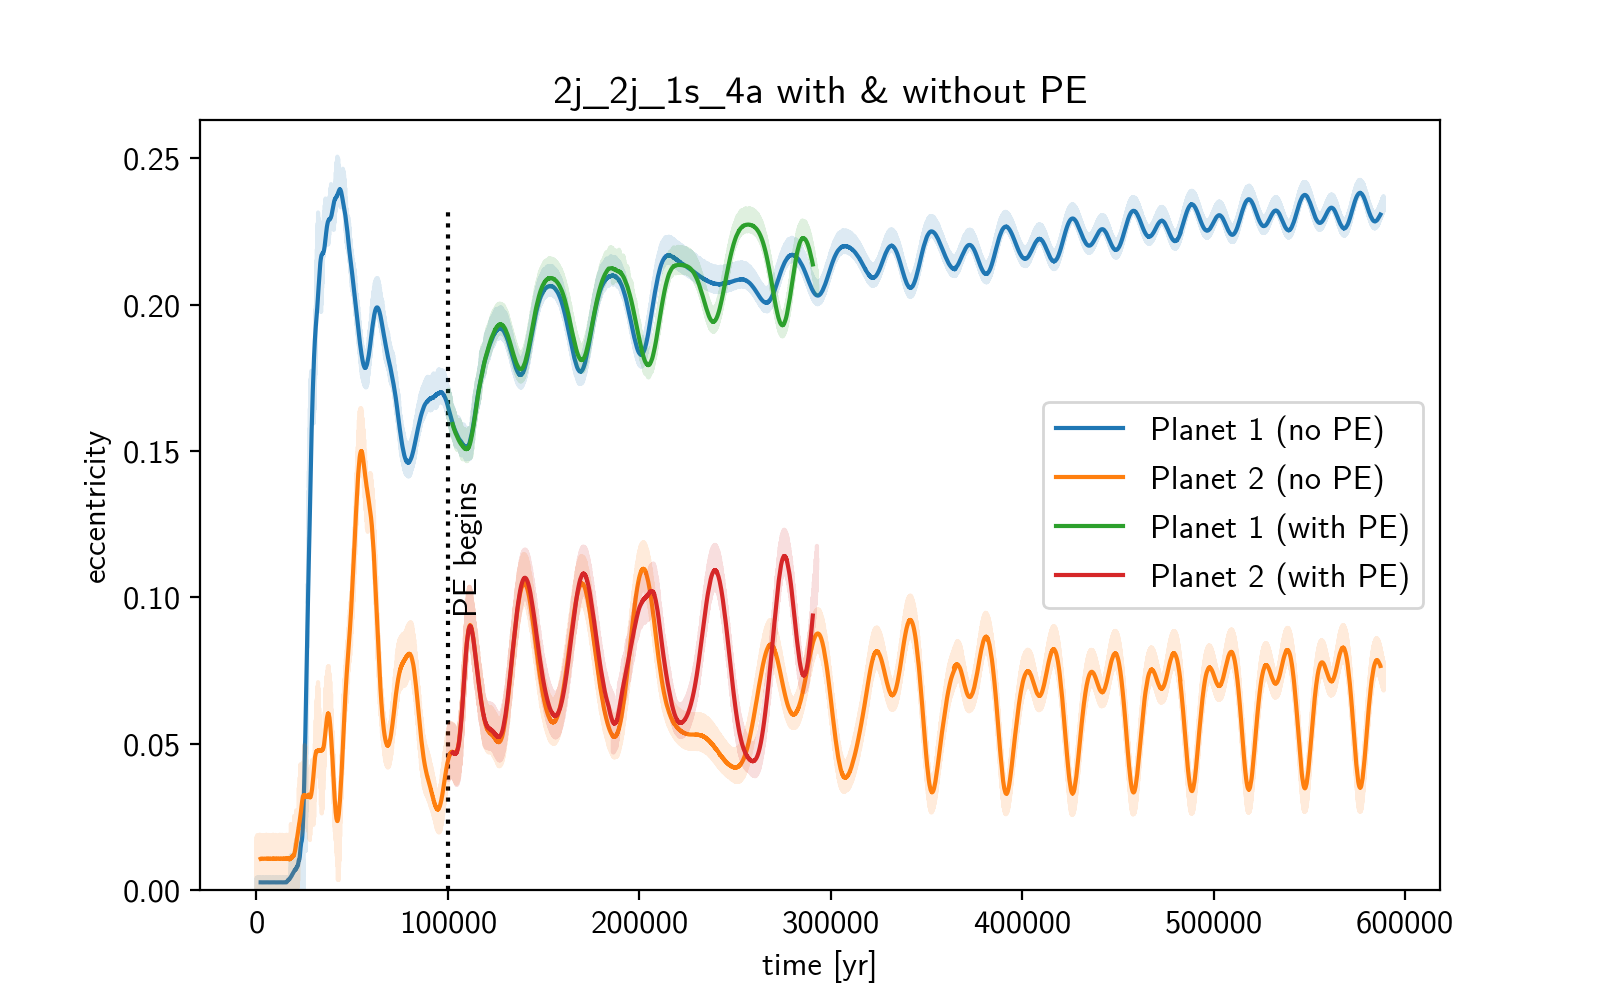 2j_2j_1s_4a with & without PE
0.25
0.20
0.15
0.10
0.05
0.00
eccentricity
PE begins
Planet 1 (no PE)
Planet 2 (no PE)
Planet 1 (with PE)
Planet 2 (with PE)
0 100000 200000 300000 400000 500000 600000
time [yr]